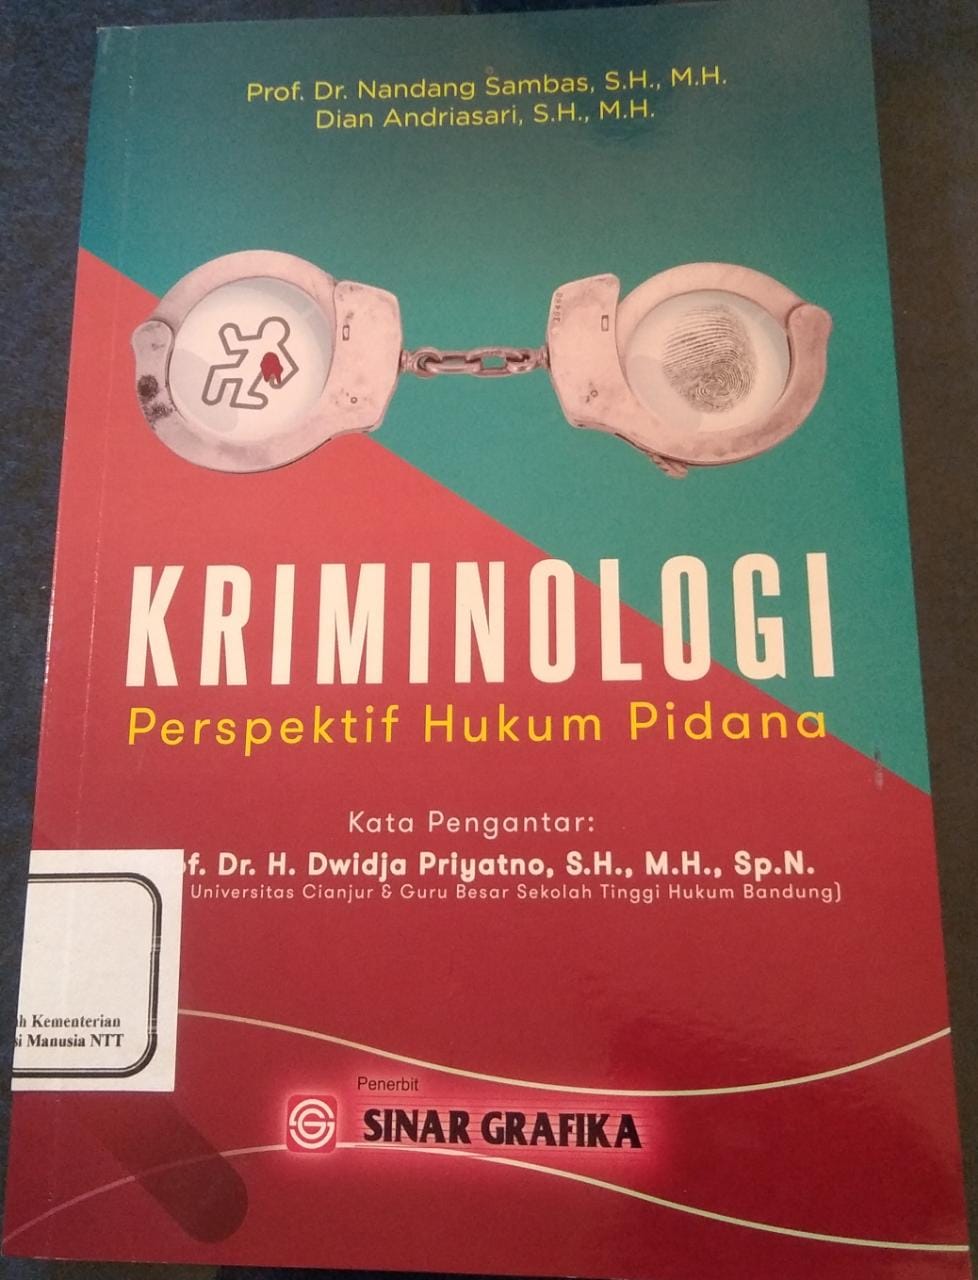 Prof. Dr. Nandang Sambas, S.H., M.H.
Dian Andriasari, S.H., M.H.
KRIMINOLOGI
Perspektif Hukum Pidana
Kata Pengantar:
Dr. H. Dwidja Priyatno, S.H., M.H., Sp.N.
Universitas Cianjur & Guru Besar Sekolah Tinggi Hukum Bandung)
Kementerian
Manusia NTT
Penerbit
SINAR GRAFIKA